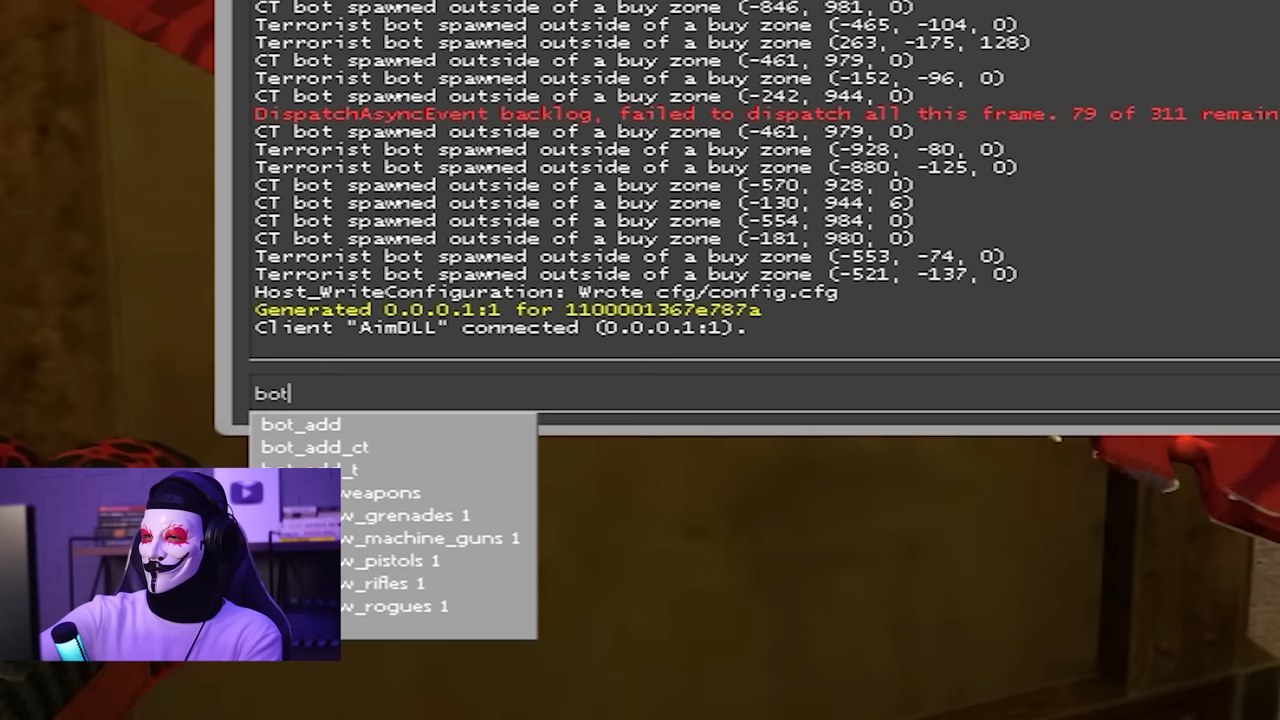 CT bot spawned outside of a buy zone (-846, 981, 0)
Terrorist bot spawned outside of a buy zone (-465, -104, 0)
Terrorist bot spawned outside of a buy zone (263, -175, 128)
CT bot spawned outside of a buy zone (-461, 979, 0)
Terrorist bot spawned outside of a buy zone (-152, -96, 0)
CT bot spawned outside of a buy zone (-242, 944, 0)
DispatchAsyncEvent backlog, failed to dispatch all this frame. 79 of 311 remain
CT bot spawned outside of a buy zone (-461, 979, 0)
Terrorist bot spawned outside of a buy zone (-928, -80, 0)
Terrorist bot spawned outside of a buy zone (-880, -125, 0)
CT bot spawned outside of a buy zone (-570, 928, 0)
CT bot spawned outside of a buy zone (-130, 944, 6)
CT bot spawned outside of a buy zone (-554, 984, 0)
CT bot spawned outside of a buy zone (-181, 980, 0)
Terrorist bot spawned outside of a buy zone (-553, -74, 0)
Terrorist bot spawned outside of a buy zone (-521, -137, 0)
Host_WriteConfiguration: Wrote cfg/config.cfg
Generated 0.0.0.1:1 for 1100001367e787a
Client "AimDLL" connected (0.0.0.1:1).
bot
bot_add
bot_add_ct
bot_add_t
weapons
w_grenades 1
w_machine_guns 1
w_pistols 1
w_rifles 1
w_rogues 1